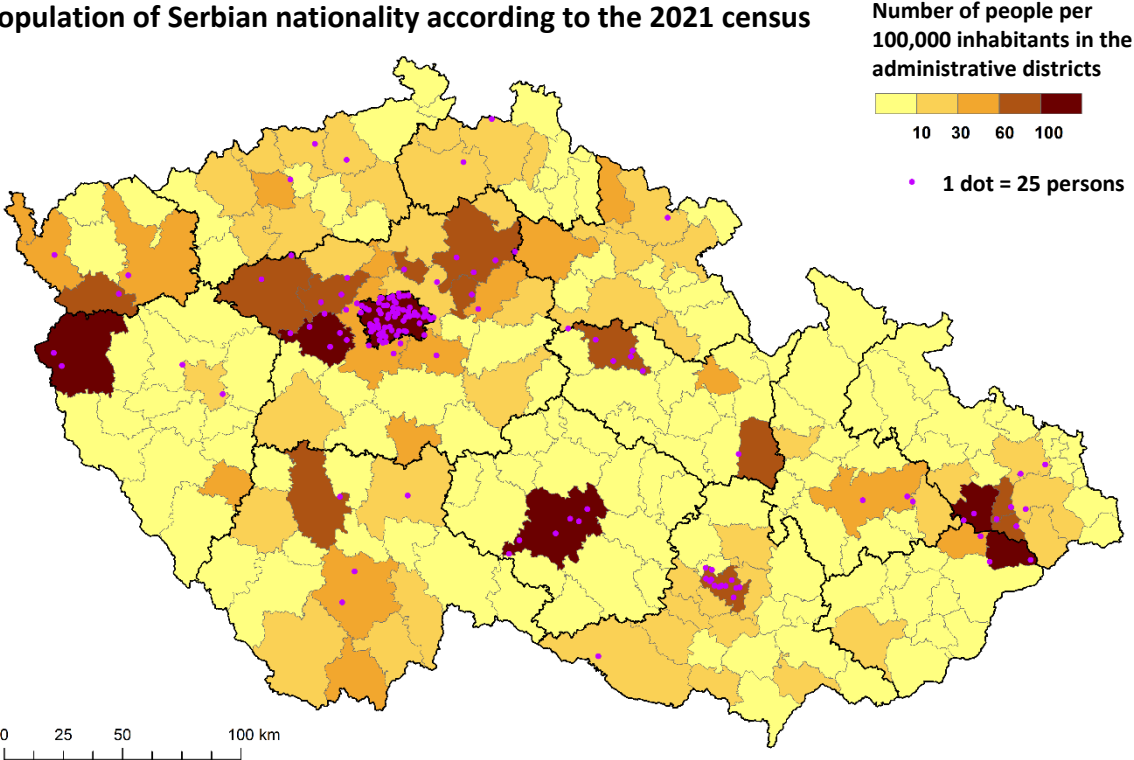 opulation of Serbian nationality according to the 2021 census
Number of people per
100,000 inhabitants in the
administrative districts
10 30 60 100
1 dot = 25 persons
0 25 50 100 km